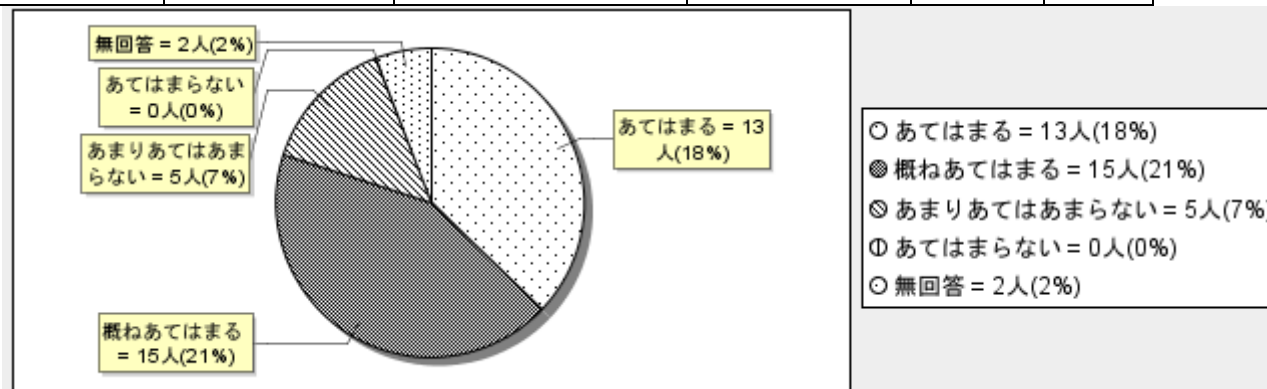 無回答 = 2人(2%)
あてはまらない
= 0人(0%)
あまりあてはあま
らない = 5人(7%)
概ねあてはまる
= 15人(21%)
あてはまる = 13
人(18%)
あてはまる = 13人(18%)
概ねあてはまる = 15人(21%)
あまりあてはあまらない = 5人(7%)
あてはまらない = 0人(0%)
無回答 = 2人(2%)